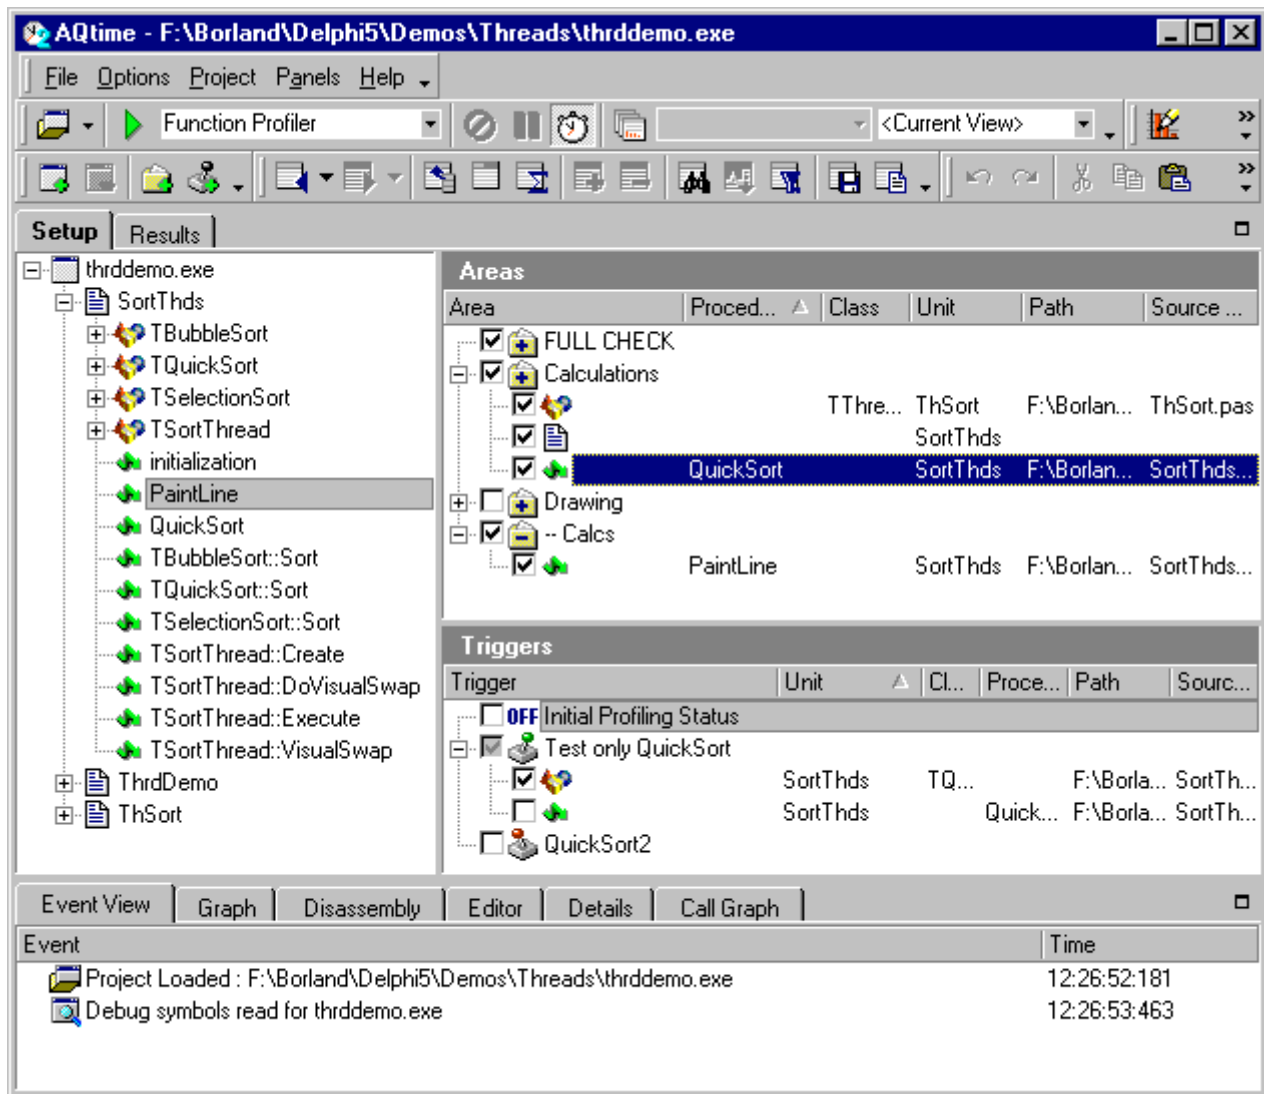 AQtime - F:\Borland\Delphi5\Demos\Threads\thrddemo.exe
File Options Project Panels Help
Function Profiler <Current View>
Setup Results
thrddemo.exe
SortThds
TBubbleSort
TQuickSort
TSelectionSort
TSortThread
initialization
PaintLine
QuickSort
TBubbleSort::Sort
TQuickSort::Sort
TSelectionSort::Sort
TSortThread::Create
TSortThread::DoVisualSwap
TSortThread::Execute
TSortThread::VisualSwap
ThrdDemo
ThSort
Areas
Area Proced... Class Unit Path Source ...
FULL CHECK
Calculations
TThre... ThSort F:\Borlan... ThSort.pas
SortThds
QuickSort SortThds F:\Borlan... SortThds...
Drawing
-- Calcs
PaintLine SortThds F:\Borlan... SortThds...
Triggers
Trigger Unit Cl... Proce... Path Sourc...
OFF Initial Profiling Status
Test only QuickSort
SortThds TQ... F:\Borla... SortTh...
SortThds Quick... F:\Borla... SortTh...
QuickSort2
Event View Graph Disassembly Editor Details Call Graph
Event Time
Project Loaded : F:\Borland\Delphi5\Demos\Threads\thrddemo.exe 12:26:52:181
Debug symbols read for thrddemo.exe 12:26:53:463